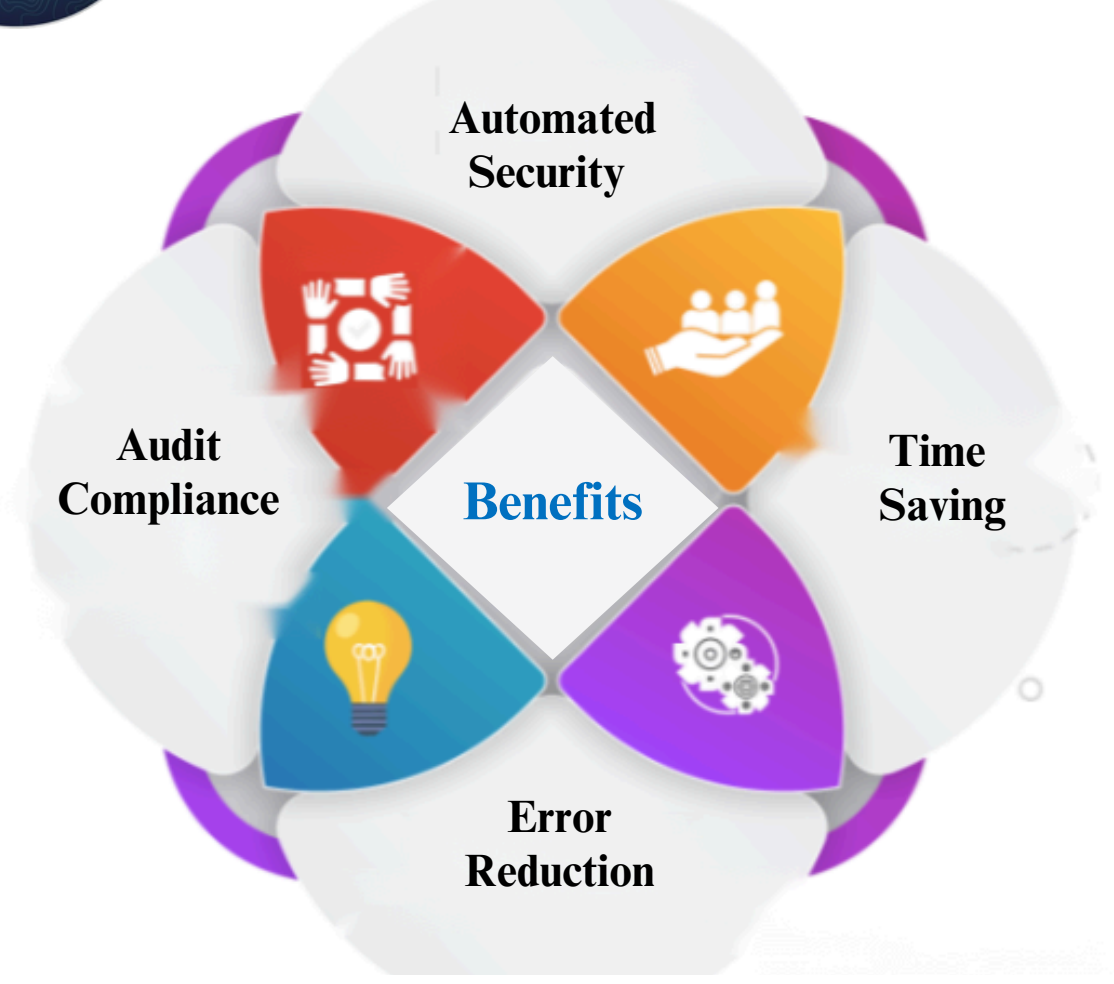 Automated
Security
Audit
Compliance
Benefits
Time
Saving
Error
Reduction